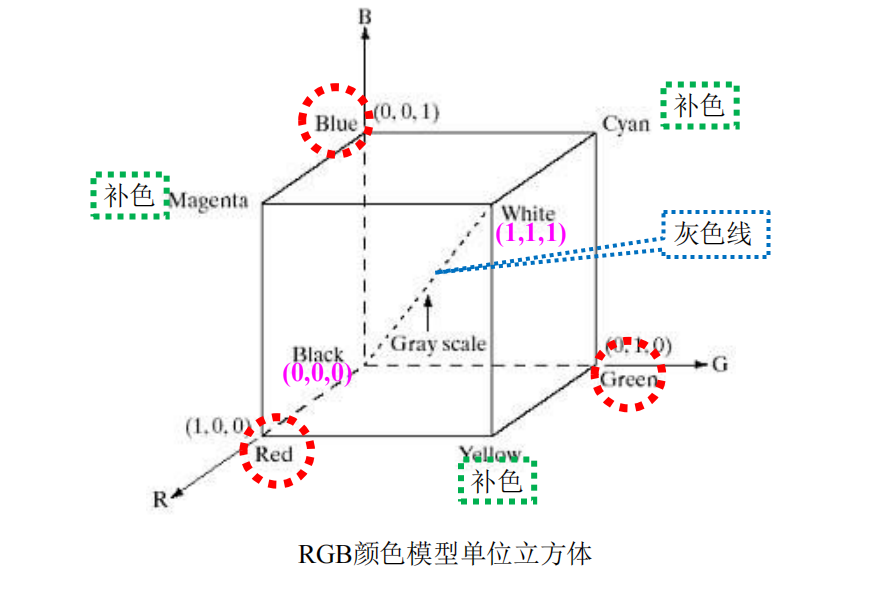 B
Blue
(0, 0, 1)
Cyan
补色
补色
Magenta
White
(1,1,1)
灰色线
Gray scale
Black
(0,0,0)
(0, 1, 0)
G
Green
(1, 0, 0)
Red
Yellow
补色
R
RGB颜色模型单位立方体